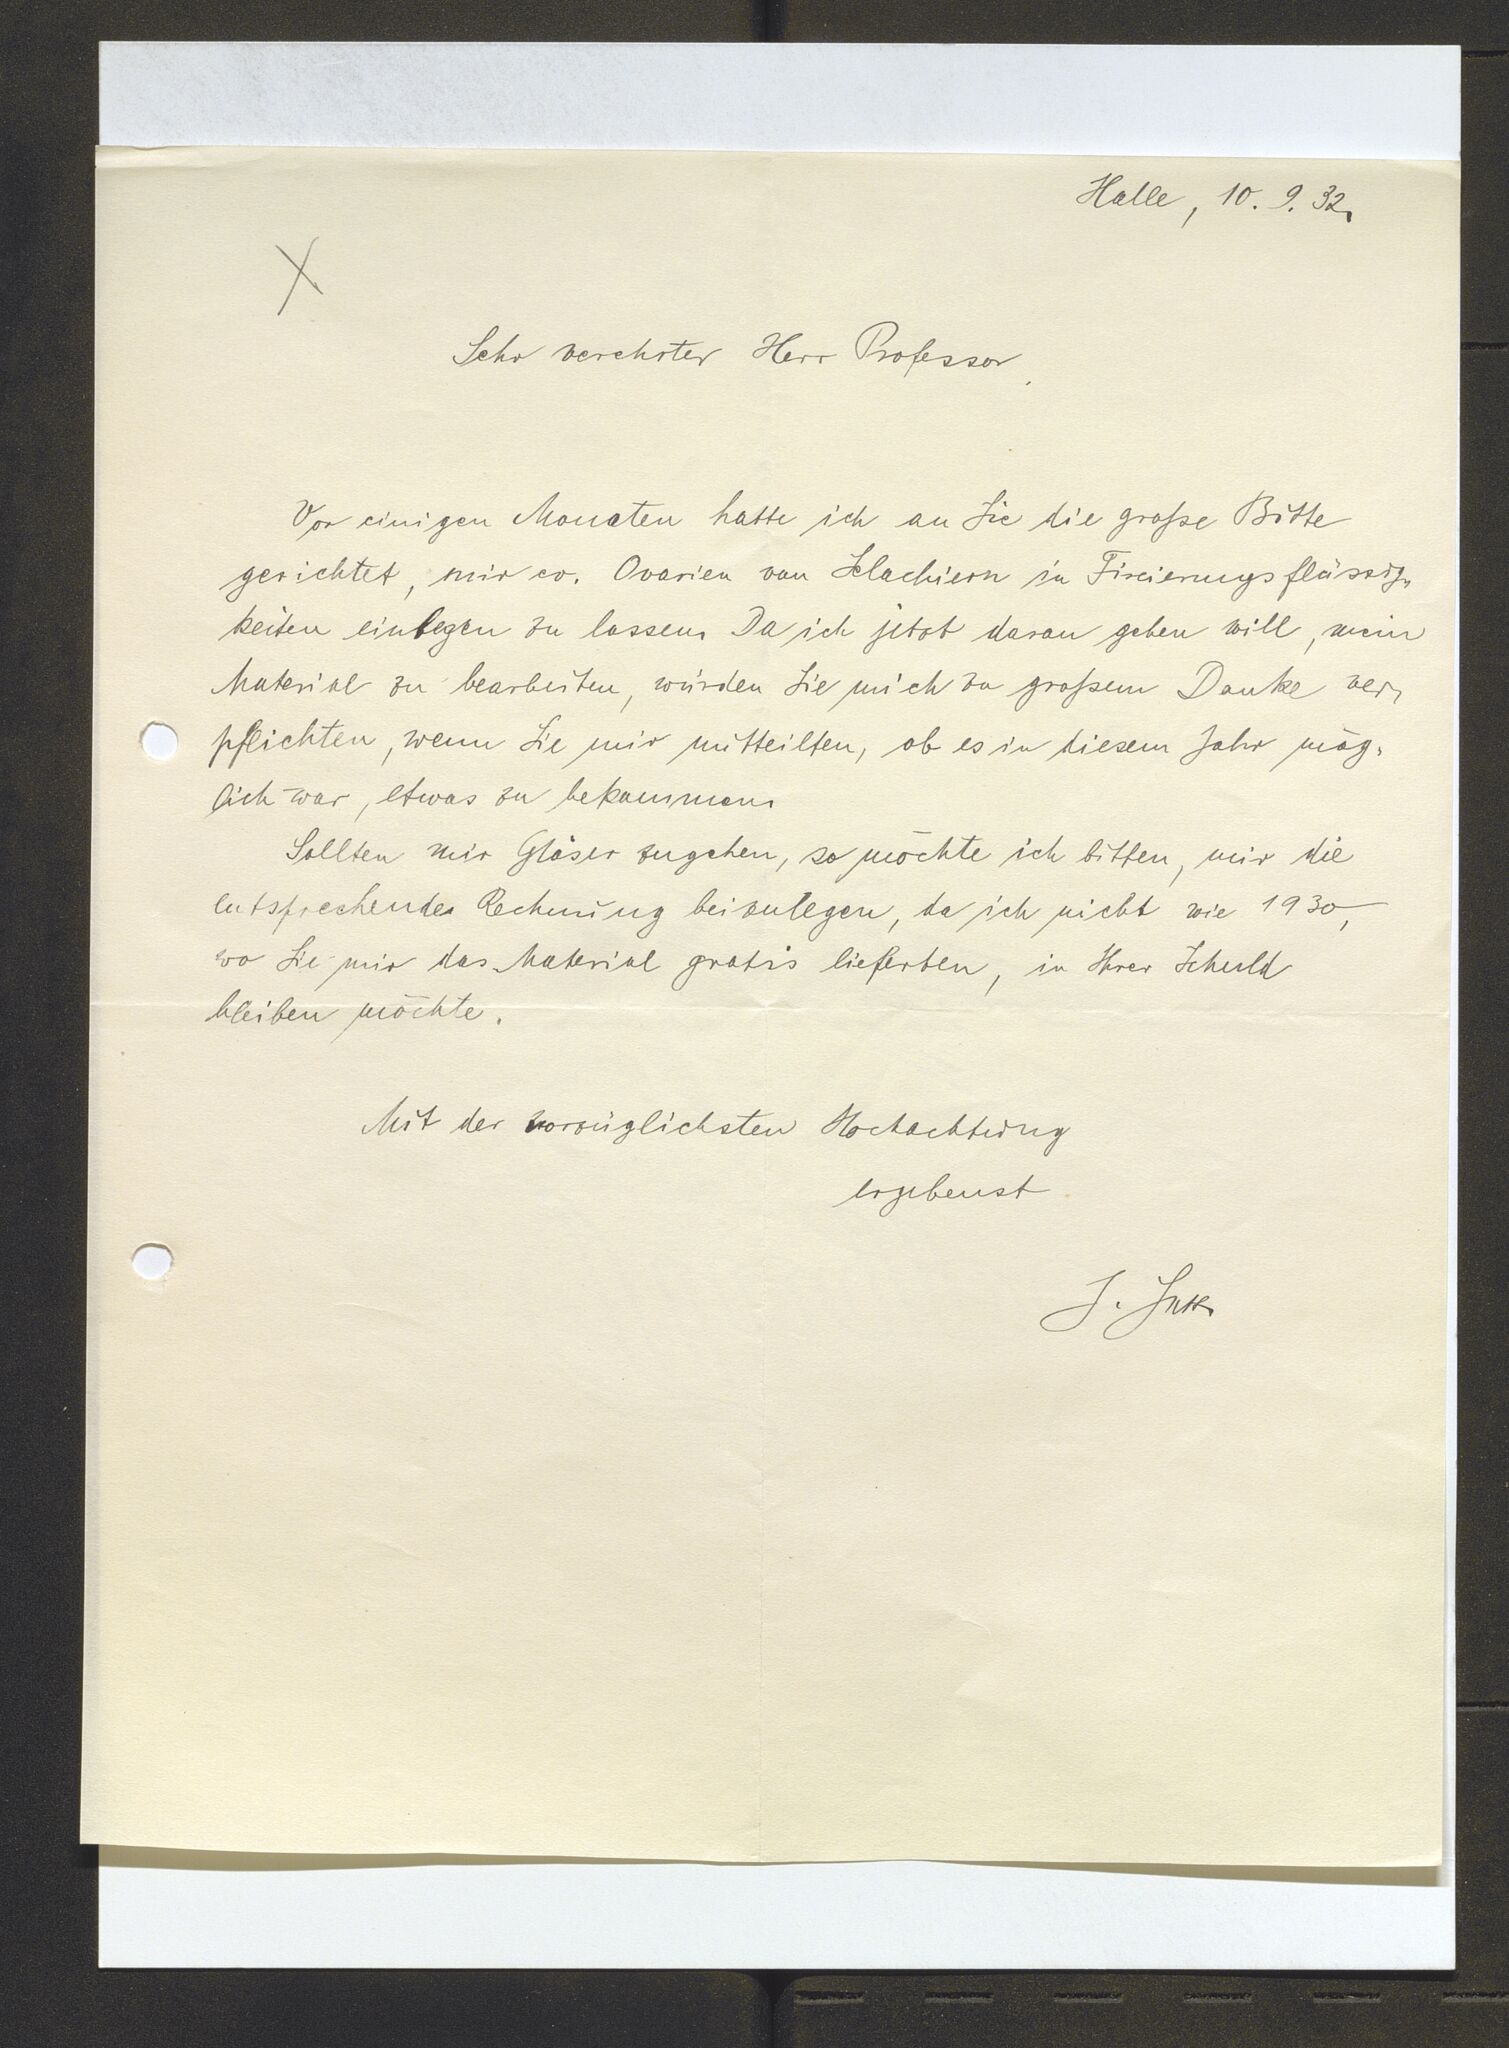 Halle, 10. 9. 32.
Sehr verehrter Herr Professor,
Vor einigen Monaten hatte ich an Sie die große Bitte
gerichtet, mir ev. Ovarien von Selachiern in Fixierungsflüssig-
keiten einlegen zu lassen. Da ich jetzt daran gehen will, mein
Material zu bearbeiten, würden Sie mich zu großem Danke ver-
pflichten, wenn Sie mir mitteilten, ob es in diesem Jahr mög-
lich war, etwas zu bekommen.
Sollten mir Gläser zugehen, so möchte ich bitten, mir die
entsprechende Rechnung beizulegen, da ich nicht wie 1930,
wo Sie mir das Material gratis lieferten, in Ihrer Schuld
bleiben möchte.
Mit der vorzüglichsten Hochachtung
ergebenst